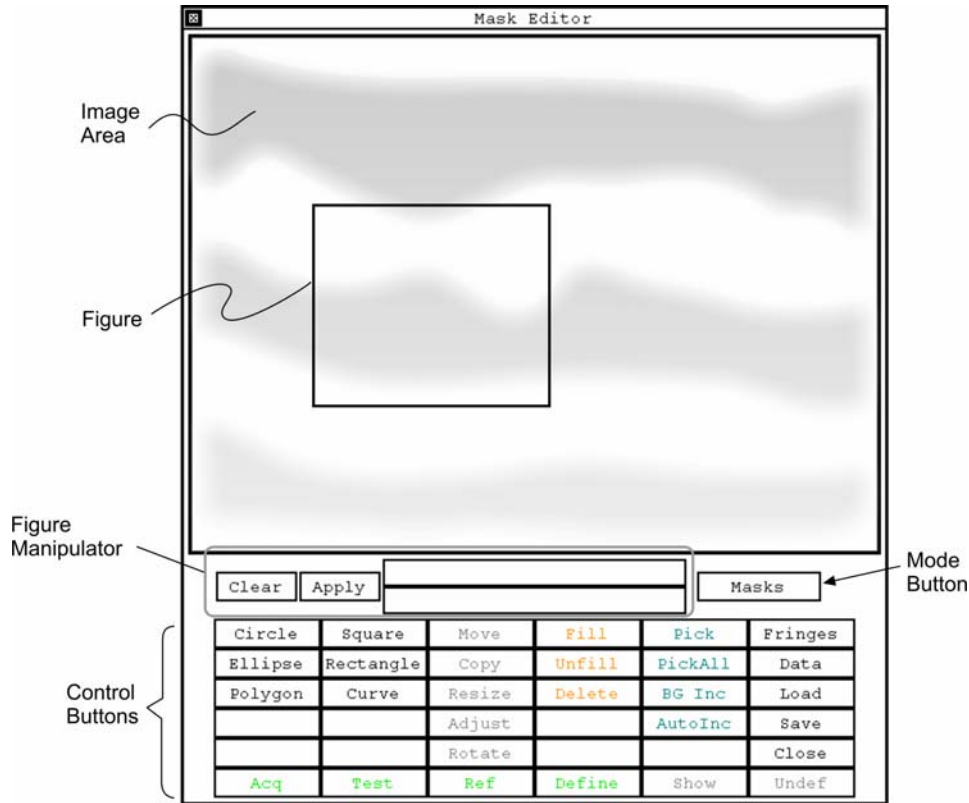 Mask Editor
Image
Area
Figure
Figure
Manipulator
Clear Apply Masks
Mode
Button
Control
Buttons
Circle Square Move Fill Pick Fringes
Ellipse Rectangle Copy Unfill PickAll Data
Polygon Curve Resize Delete BG Inc Load
Adjust AutoInc Save
Rotate Close
Acq Test Ref Define Show Undef